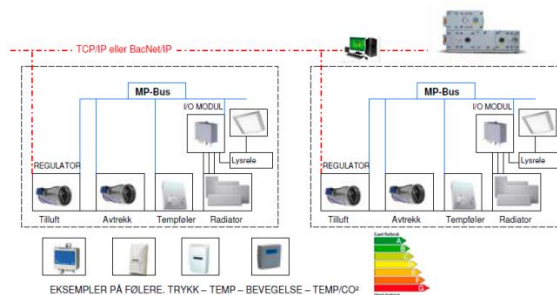 TCP/IP eller BacNet/IP
MP-Bus
I/O MODUL
Lysrele
REGULATOR
Tilluft
Avtrekk
Tempføler
Radiator
MP-Bus
I/O MODUL
Lysrele
REGULATOR
Tilluft
Avtrekk
Tempføler
Radiator
A
B
C
D
E
F
G
EKSEMPLER PÅ FØLERE. TRYKK – TEMP – BEVEGELSE – TEMP/CO²